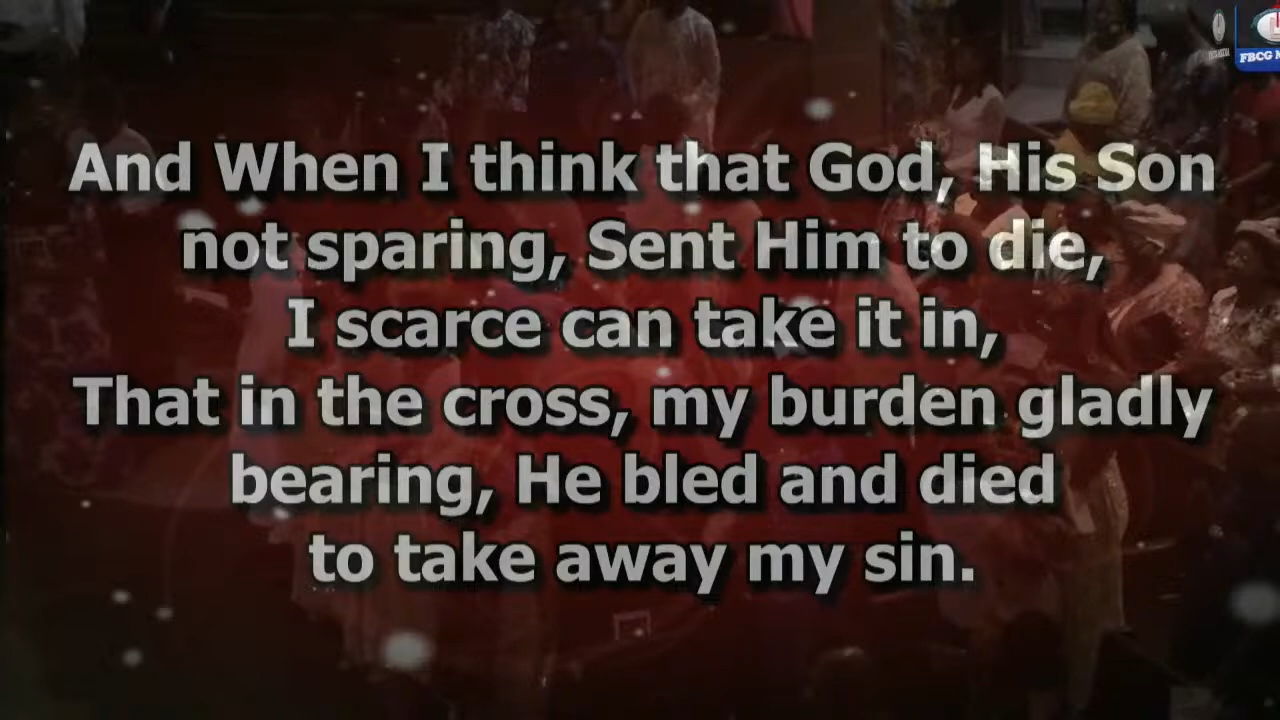 FBCG
And When I think that God, His Son
not sparing, Sent Him to die,
I scarce can take it in,
That in the cross, my burden gladly
bearing, He bled and died
to take away my sin.